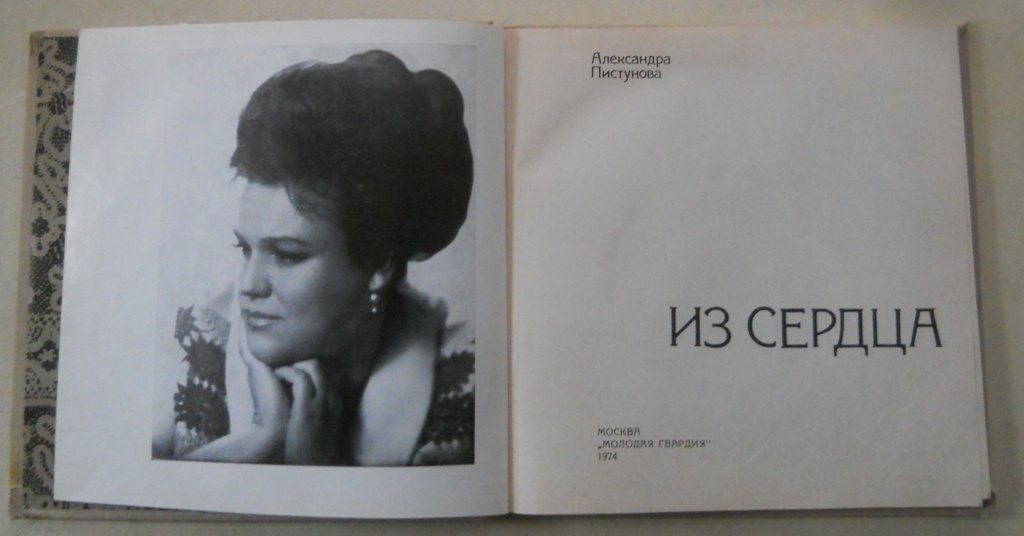 Александра
Пистунова
ИЗ СЕРДЦА
МОСКВА
„МОЛОДАЯ ГВАРДИЯ“
1974